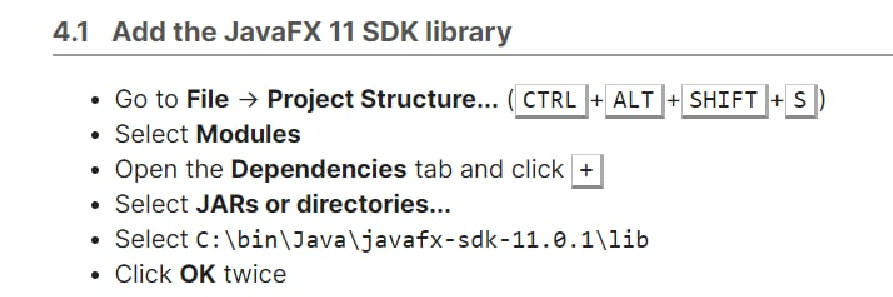 4.1 Add the JavaFX 11 SDK library
• Go to File → Project Structure... ( CTRL + ALT + SHIFT + S )
• Select Modules
• Open the Dependencies tab and click +
• Select JARs or directories...
• Select C:\bin\Java\javafx-sdk-11.0.1\lib
• Click OK twice